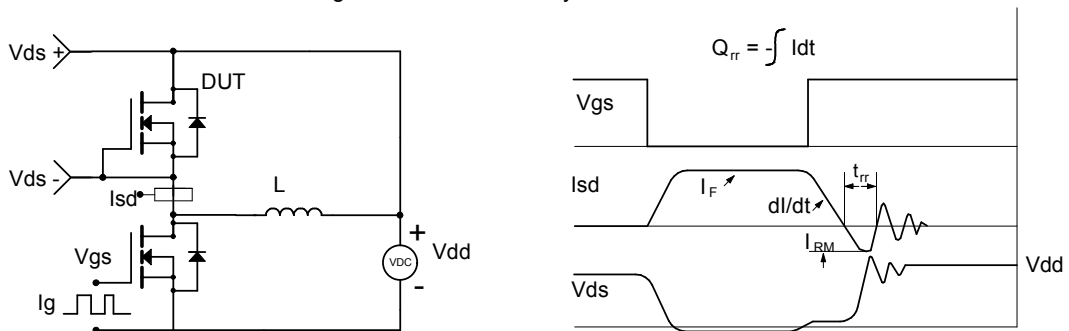 Vds +
DUT
Vds -
Isd
L
Vgs
+
VDC
Vdd
-
Ig
Qrr = -∫ Idt
Vgs
Isd
IF
dI/dt
trr
IRM
Vdd
Vds